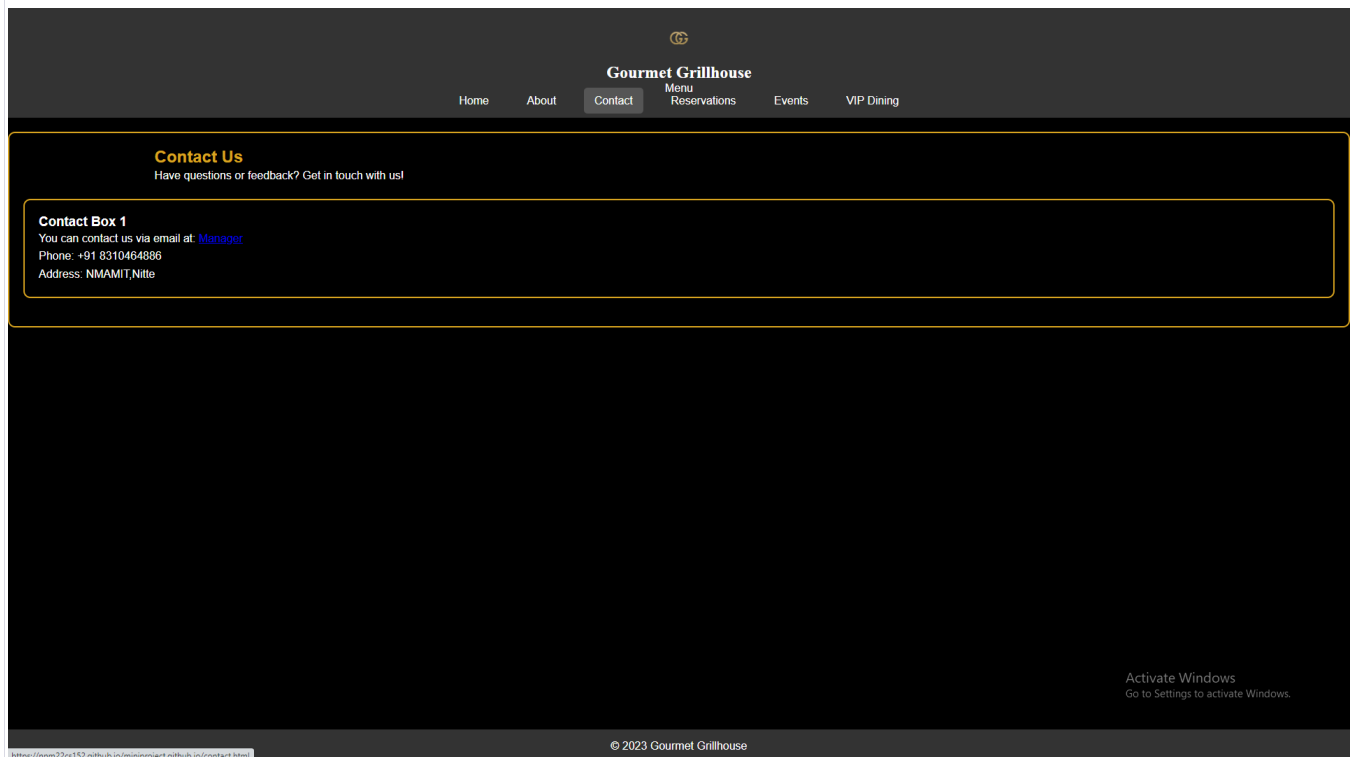 Gourmet Grillhouse
Menu
Home About Contact Reservations Events VIP Dining
Contact Us
Have questions or feedback? Get in touch with us!
Contact Box 1
You can contact us via email at: Manager
Phone: +91 8310464886
Address: NMAMIT,Nitte
Activate Windows
Go to Settings to activate Windows.
© 2023 Gourmet Grillhouse